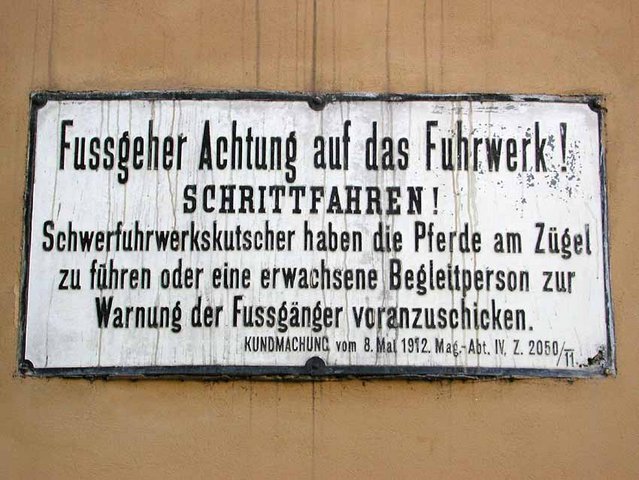 Fussgeher Achtung auf das Fuhrwerk!
SCHRITTFAHREN!
Schwerfuhrwerkskutscher haben die Pferde am Zügel
zu führen oder eine erwachsene Begleitperson zur
Warnung der Fussgänger voranzuschicken.
KUNDMACHUNG vom 8. Mai 1912. Mag.-Abt. IV. Z. 2050/11.